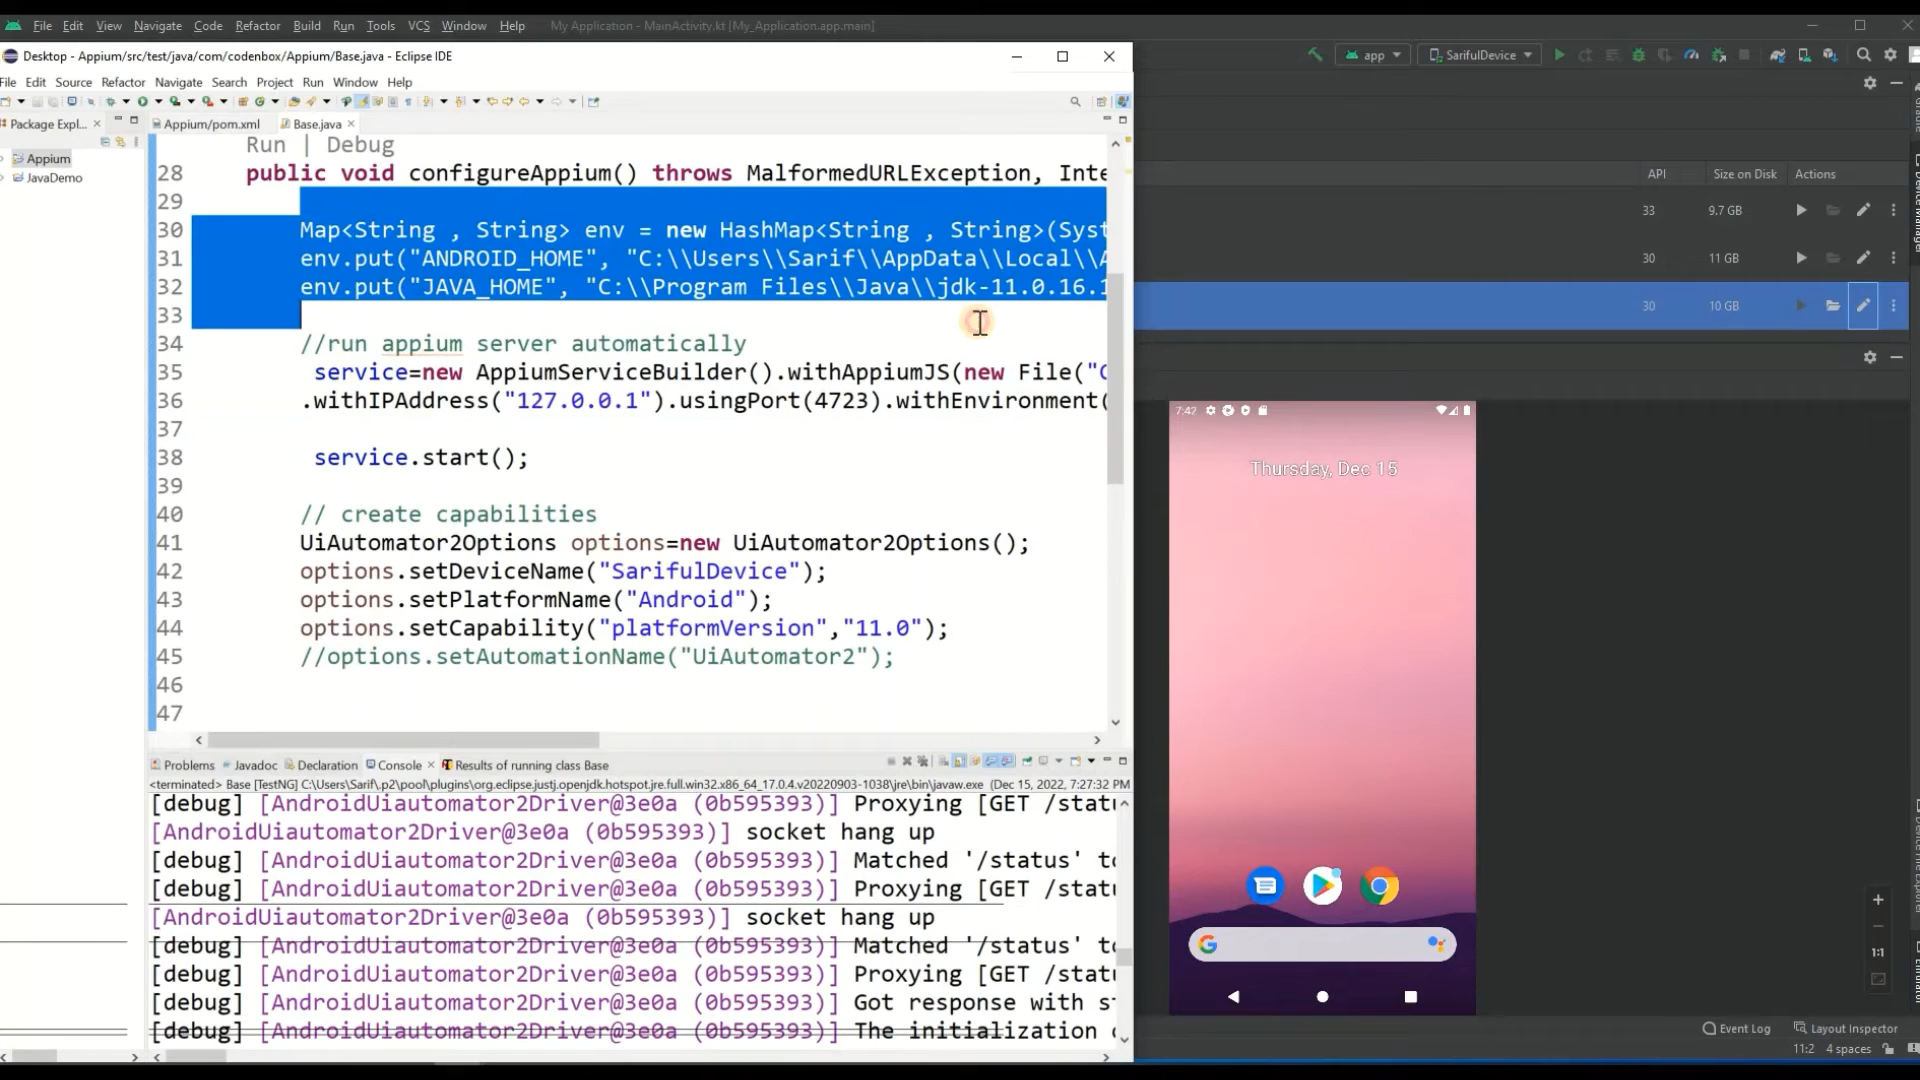 File Edit View Navigate Code Refactor Build Run Tools VCS Window Help My Application - MainActivity.kt [My_Application.app.main]
Desktop - Appium/src/test/java/com/codenbox/Appium/Base.java - Eclipse IDE
app SarifulDevice
File Edit Source Refactor Navigate Search Project Run Window Help
Package Expl... Appium/pom.xml Base.java
Appium
JavaDemo
Run | Debug
28 public void configureAppium() throws MalformedURLException, Inte
29
30 Map<String , String> env = new HashMap<String , String>(Syst
31 env.put("ANDROID_HOME", "C:\\Users\\Sarif\\AppData\\Local\\A
32 env.put("JAVA_HOME", "C:\\Program Files\\Java\\jdk-11.0.16.1
33
34 //run appium server automatically
35 service=new AppiumServiceBuilder().withAppiumJS(new File("C
36 .withIPAddress("127.0.0.1").usingPort(4723).withEnvironment(
37
38 service.start();
39
40 // create capabilities
41 UiAutomator2Options options=new UiAutomator2Options();
42 options.setDeviceName("SarifulDevice");
43 options.setPlatformName("Android");
44 options.setCapability("platformVersion","11.0");
45 //options.setAutomationName("UiAutomator2");
46
47
Problems Javadoc Declaration Console Results of running class Base
<terminated> Base [TestNG] C:\Users\Sarif\.p2\pool\plugins\org.eclipse.justj.openjdk.hotspot.jre.full.win32.x86_64_17.0.4.v20220903-1038\jre\bin\javaw.exe (Dec 15, 2022, 7:27:32 PM
[debug] [AndroidUiautomator2Driver@3e0a (0b595393)] Proxying [GET /statu
[AndroidUiautomator2Driver@3e0a (0b595393)] socket hang up
[debug] [AndroidUiautomator2Driver@3e0a (0b595393)] Matched '/status' to
[debug] [AndroidUiautomator2Driver@3e0a (0b595393)] Proxying [GET /statu
[AndroidUiautomator2Driver@3e0a (0b595393)] socket hang up
[debug] [AndroidUiautomator2Driver@3e0a (0b595393)] Matched '/status' to
[debug] [AndroidUiautomator2Driver@3e0a (0b595393)] Proxying [GET /statu
[debug] [AndroidUiautomator2Driver@3e0a (0b595393)] Got response with st
[debug] [AndroidUiautomator2Driver@3e0a (0b595393)] The initialization
API Size on Disk Actions
33 9.7 GB
30 11 GB
30 10 GB
7:42
Thursday, Dec 15
1:1
Device Manager
Emulator
Event Log Layout Inspector
11:2 4 spaces